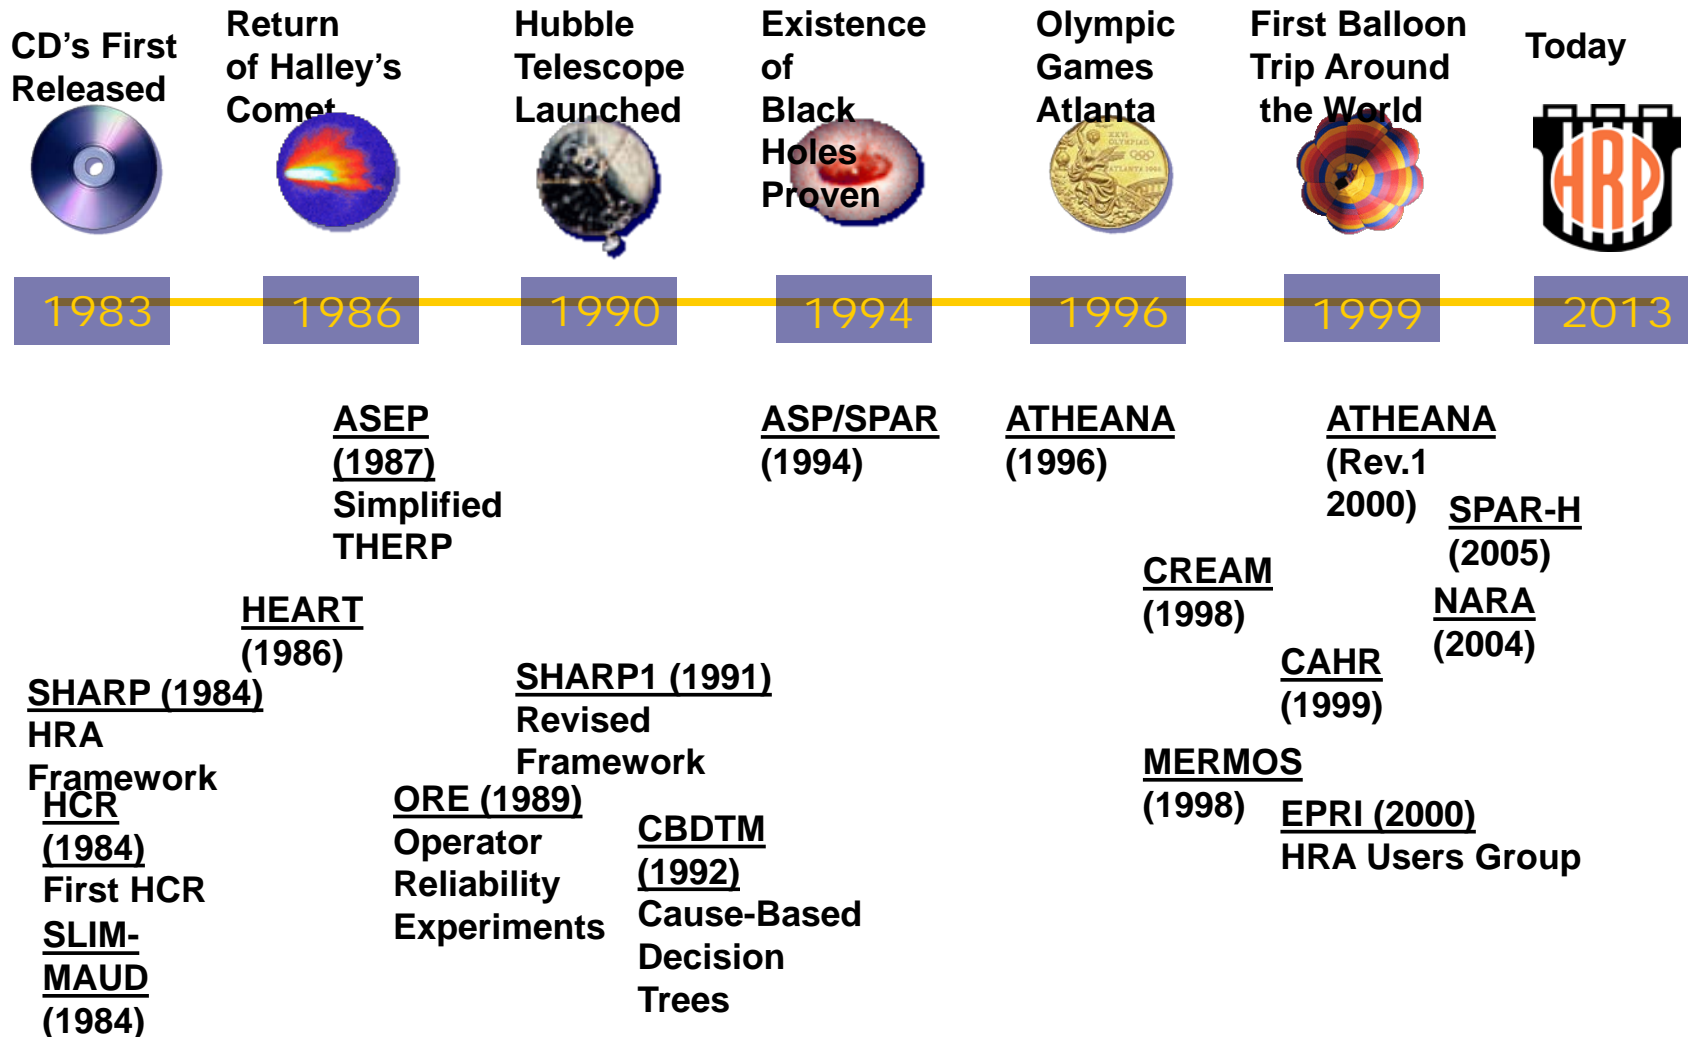 CD's First
Released
Return
of Halley's
Comet
Hubble
Telescope
Launched
Existence
of
Black
Holes
Proven
Olympic
Games
Atlanta
First Balloon
Trip Around
the World
Today
XXVI
OLYMPIAD
ATLANTA 1996
HRP
1983
1986
1990
1994
1996
1999
2013
ASEP
(1987)
Simplified
THERP
ASP/SPAR
(1994)
ATHEANA
(1996)
ATHEANA
(Rev.1
2000)
SPAR-H
(2005)
CREAM
(1998)
NARA
(2004)
HEART
(1986)
CAHR
(1999)
SHARP (1984)
HRA
Framework
SHARP1 (1991)
Revised
Framework
MERMOS
(1998)
HCR
(1984)
First HCR
ORE (1989)
Operator
Reliability
Experiments
CBDTM
(1992)
Cause-Based
Decision
Trees
EPRI (2000)
HRA Users Group
SLIM-
MAUD
(1984)